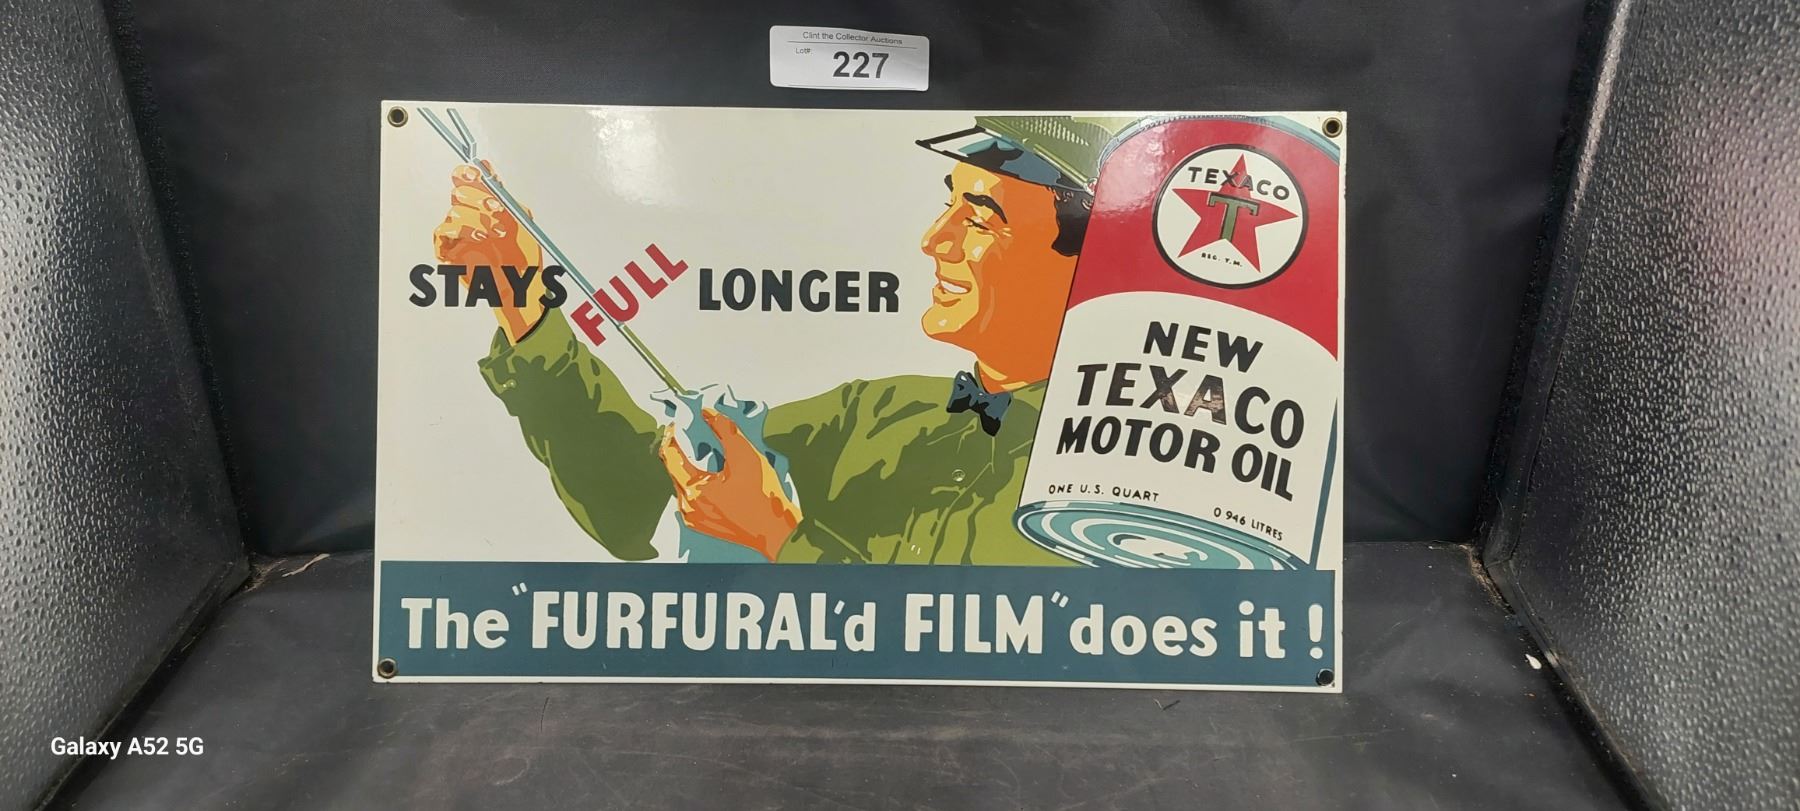 Clint the Collector Auctions
Lot#: 227
STAYS FULL LONGER
TEXACO
T
REG. T.M.
NEW
TEXACO
MOTOR OIL
ONE U.S. QUART
0 946 LITRES
The "FURFURAL'd FILM" does it!
Galaxy A52 5G